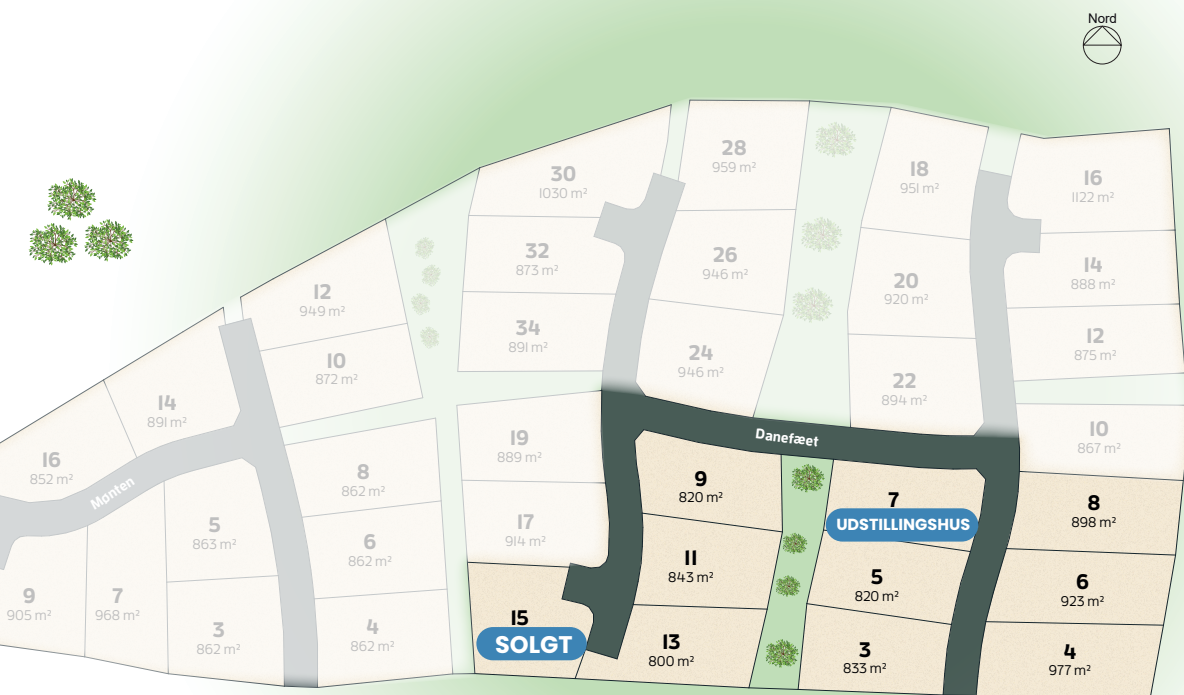 Nord
28
959 m²
30
1030 m²
18
951 m²
16
1122 m²
32
873 m²
26
946 m²
14
888 m²
20
920 m²
12
949 m²
34
891 m²
12
875 m²
24
946 m²
10
872 m²
22
894 m²
14
891 m²
Danefæet
10
867 m²
19
889 m²
16
852 m²
8
862 m²
9
820 m²
7
UDSTILLINGSHUS
8
898 m²
Mønten
5
863 m²
17
914 m²
6
862 m²
11
843 m²
5
820 m²
6
923 m²
9
905 m²
7
968 m²
15
SOLGT
3
862 m²
4
862 m²
13
800 m²
3
833 m²
4
977 m²